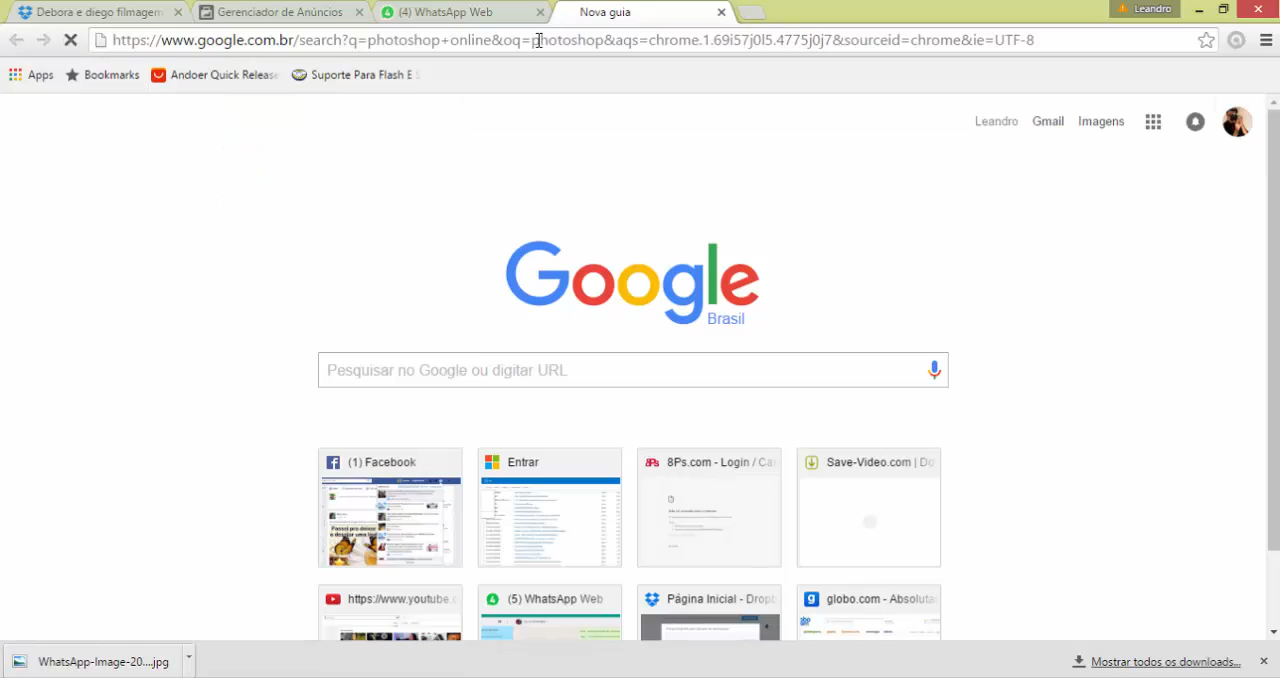 Debora e diego filmagem
Gerenciador de Anúncios
(4) WhatsApp Web
Nova guia
Leandro
https://www.google.com.br/search?q=photoshop+online&oq=photoshop&aqs=chrome.1.69i57j0l5.4775j0j7&sourceid=chrome&ie=UTF-8
Apps
Bookmarks
Andoer Quick Release
Suporte Para Flash E S
Leandro
Gmail
Imagens
Google
Brasil
Pesquisar no Google ou digitar URL
(1) Facebook
Entrar
8Ps.com - Login / Ca
Save-Video.com | Do
https://www.youtube.c
(5) WhatsApp Web
Página Inicial - Dropb
globo.com - Absoluta
WhatsApp-Image-20....jpg
Mostrar todos os downloads...